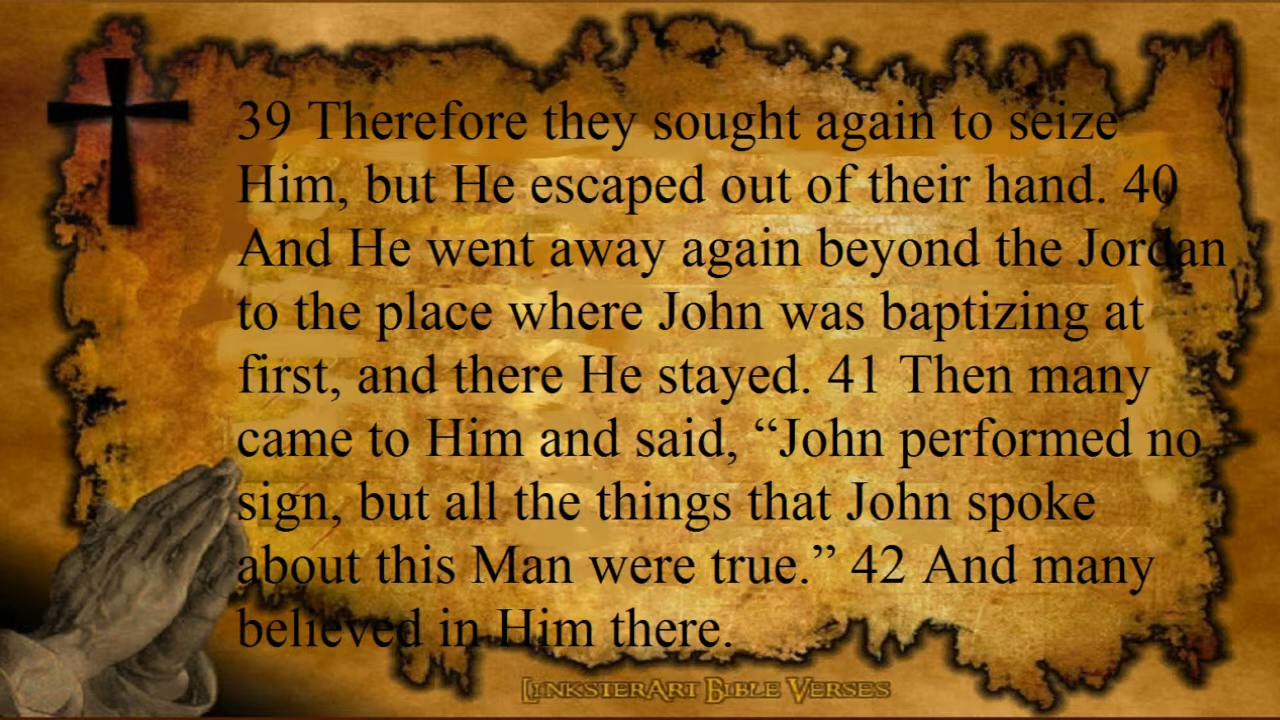 39 Therefore they sought again to seize
Him, but He escaped out of their hand. 40
And He went away again beyond the Jordan
to the place where John was baptizing at
first, and there He stayed. 41 Then many
came to Him and said, “John performed no
sign, but all the things that John spoke
about this Man were true.” 42 And many
believed in Him there.
LinksterArt Bible Verses